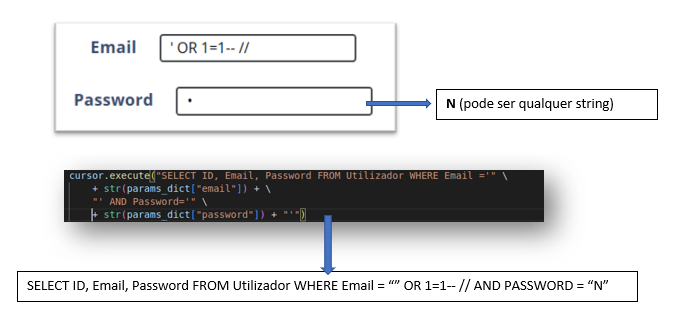 Email
' OR 1=1-- //
Password
•
N (pode ser qualquer string)
cursor.execute("SELECT ID, Email, Password FROM Utilizador WHERE Email ='" \
+ str(params_dict["email"]) + \
"' AND Password='" \
+ str(params_dict["password"]) + "'")
SELECT ID, Email, Password FROM Utilizador WHERE Email = “” OR 1=1-- // AND PASSWORD = “N”